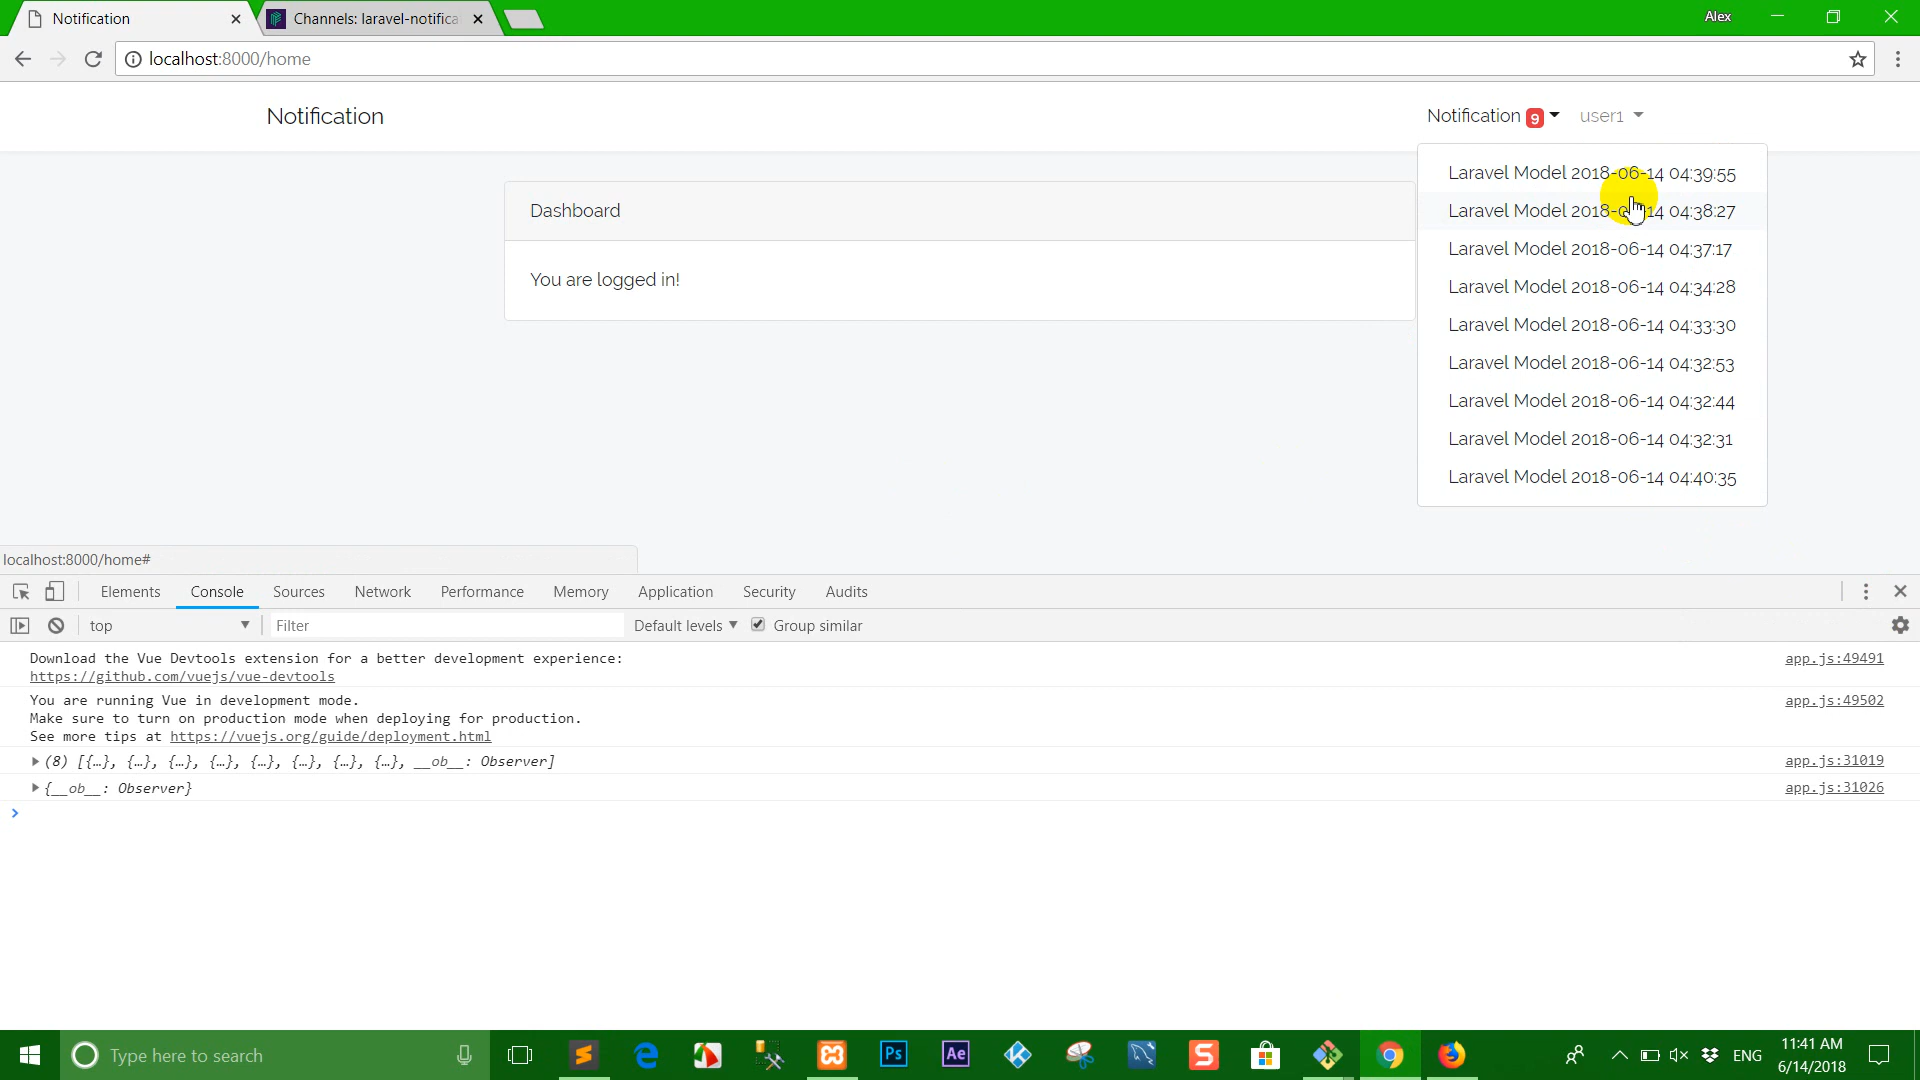 Notification
Channels: laravel-notifica
Alex
localhost:8000/home
Notification
Notification 9
user1
Laravel Model 2018-06-14 04:39:55
Laravel Model 2018-06-14 04:38:27
Laravel Model 2018-06-14 04:37:17
Laravel Model 2018-06-14 04:34:28
Laravel Model 2018-06-14 04:33:30
Laravel Model 2018-06-14 04:32:53
Laravel Model 2018-06-14 04:32:44
Laravel Model 2018-06-14 04:32:31
Laravel Model 2018-06-14 04:40:35
Dashboard
You are logged in!
localhost:8000/home#
Elements Console Sources Network Performance Memory Application Security Audits
top
Filter
Default levels
Group similar
Download the Vue Devtools extension for a better development experience: app.js:49491
https://github.com/vuejs/vue-devtools
You are running Vue in development mode. app.js:49502
Make sure to turn on production mode when deploying for production.
See more tips at https://vuejs.org/guide/deployment.html
(8) [{…}, {…}, {…}, {…}, {…}, {…}, {…}, {…}, __ob__: Observer] app.js:31019
{__ob__: Observer} app.js:31026
Type here to search
Ps
Ae
S
ENG
11:41 AM
6/14/2018